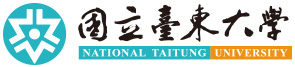 國立臺東大學
NATIONAL TAITUNG UNIVERSITY